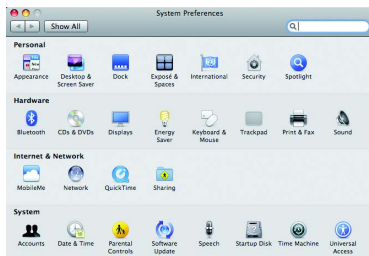 System Preferences
Show All
Personal
Appearance
Desktop &
Screen Saver
Dock
Exposé &
Spaces
International
Security
Spotlight
Hardware
Bluetooth
CDs & DVDs
Displays
Energy
Saver
Keyboard &
Mouse
Trackpad
Print & Fax
Sound
Internet & Network
MobileMe
Network
QuickTime
Sharing
System
Accounts
Date & Time
Parental
Controls
Software
Update
Speech
Startup Disk
Time Machine
Universal
Access